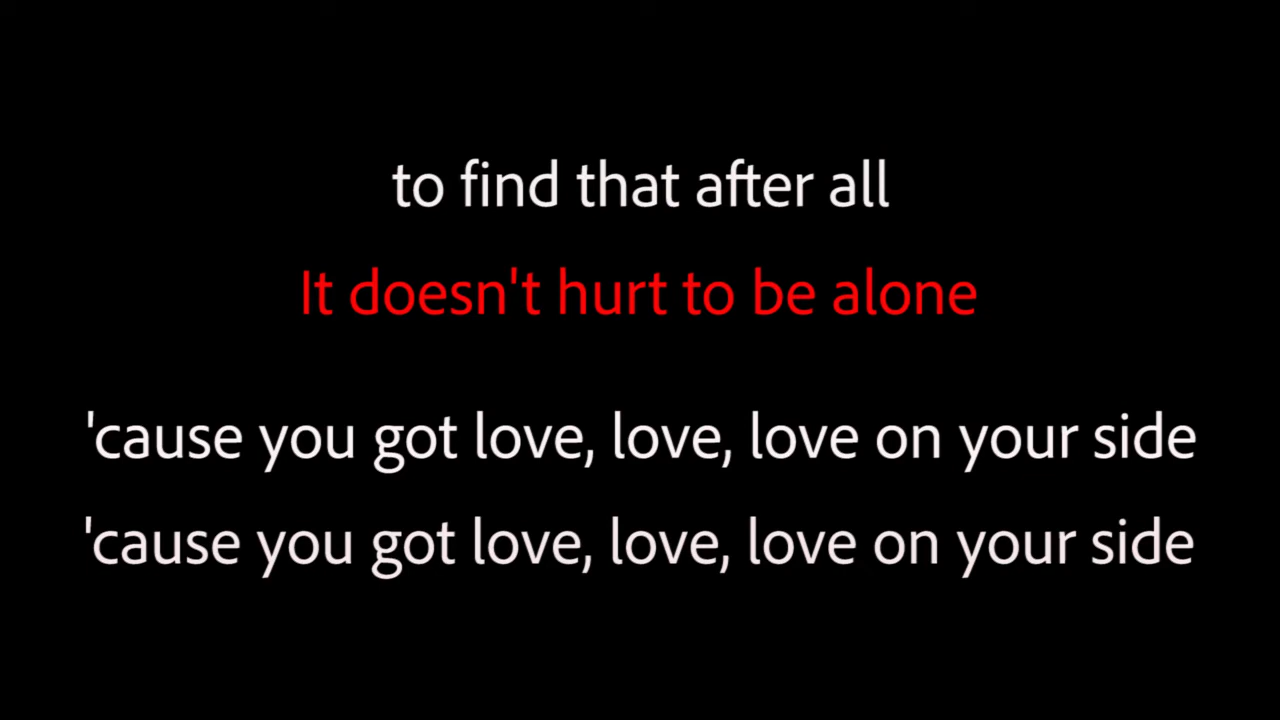 to find that after all
It doesn't hurt to be alone
'cause you got love, love, love on your side
'cause you got love, love, love on your side